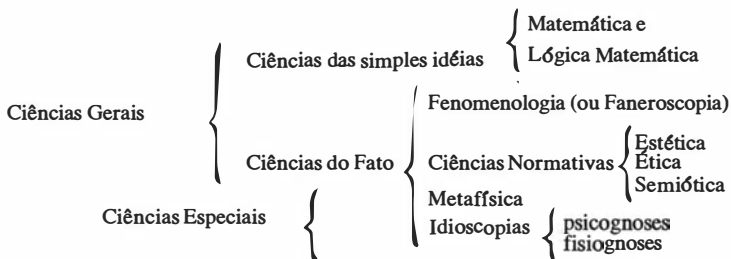 Ciências Gerais
Ciências das simples idéias
Matemática e
Lógica Matemática
Ciências do Fato
Fenomenologia (ou Faneroscopia)
Ciências Normativas
Estética
Ética
Semiótica
Metafísica
Ciências Especiais
Idioscopias
psicognoses
fisiognoses